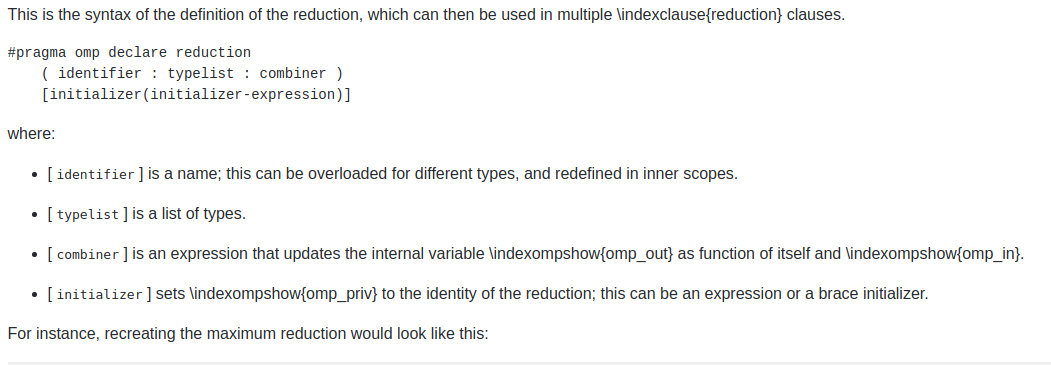 This is the syntax of the definition of the reduction, which can then be used in multiple \indexclause{reduction} clauses.
#pragma omp declare reduction
( identifier : typelist : combiner )
[initializer(initializer-expression)]
where:
• [ identifier ] is a name; this can be overloaded for different types, and redefined in inner scopes.
• [ typelist ] is a list of types.
• [ combiner ] is an expression that updates the internal variable \indexompshow{omp_out} as function of itself and \indexompshow{omp_in}.
• [ initializer ] sets \indexompshow{omp_priv} to the identity of the reduction; this can be an expression or a brace initializer.
For instance, recreating the maximum reduction would look like this: